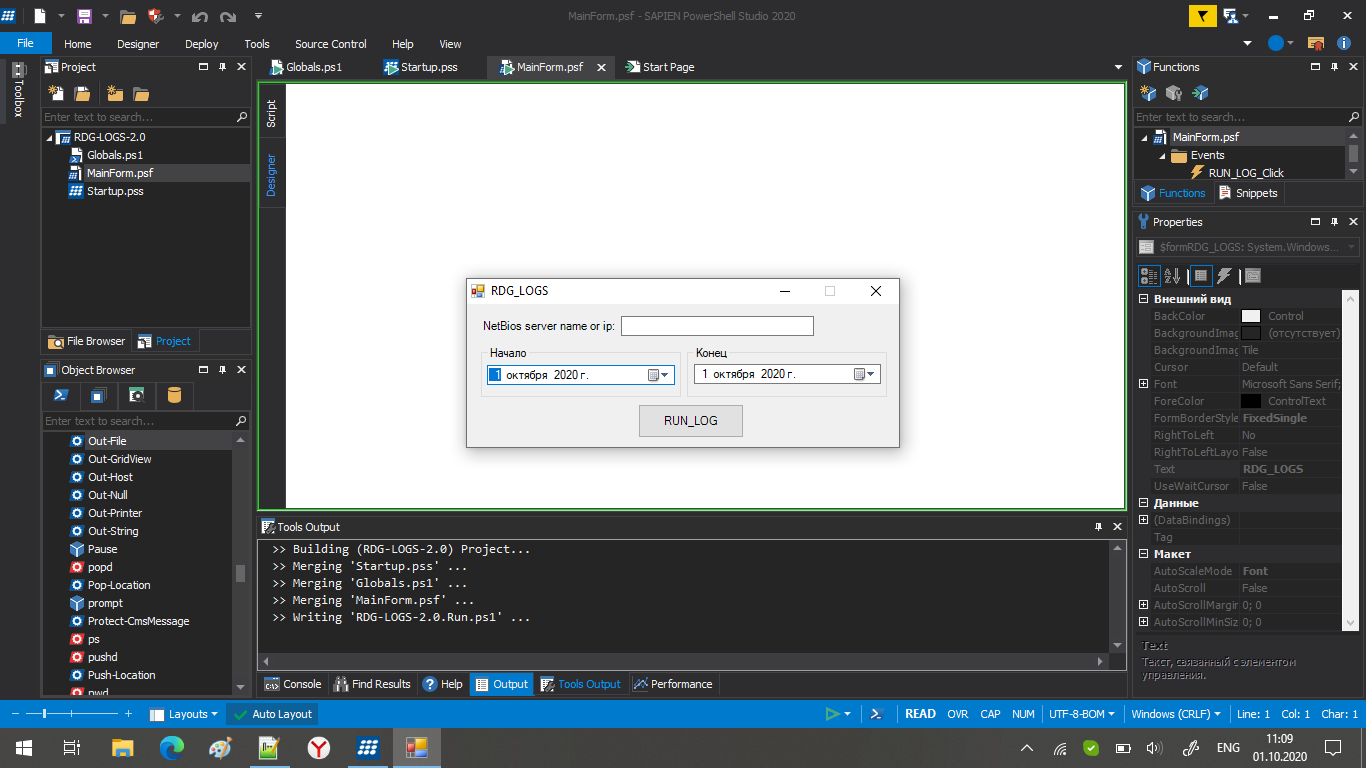 MainForm.psf - SAPIEN PowerShell Studio 2020
File
Home
Designer
Deploy
Tools
Source Control
Help
View
Toolbox
Project
Enter text to search...
RDG-LOGS-2.0
Globals.ps1
MainForm.psf
Startup.pss
File Browser
Project
Object Browser
Enter text to search...
Out-File
Out-GridView
Out-Host
Out-Null
Out-Printer
Out-String
Pause
popd
Pop-Location
prompt
Protect-CmsMessage
ps
pushd
Push-Location
pwd
Globals.ps1
Startup.pss
MainForm.psf
Start Page
Script
Designer
RDG_LOGS
NetBios server name or ip:
Начало
1 октября 2020 г.
Конец
1 октября 2020 г.
RUN_LOG
Tools Output
>> Building (RDG-LOGS-2.0) Project...
>> Merging 'Startup.pss' ...
>> Merging 'Globals.ps1' ...
>> Merging 'MainForm.psf' ...
>> Writing 'RDG-LOGS-2.0.Run.ps1' ...
Console
Find Results
Help
Output
Tools Output
Performance
Functions
Enter text to search...
MainForm.psf
Events
RUN_LOG_Click
Functions
Snippets
Properties
$formRDG_LOGS: System.Windows...
Внешний вид
BackColor Control
BackgroundImag (отсутствует)
BackgroundImag Tile
Cursor Default
Font Microsoft Sans Serif;
ForeColor ControlText
FormBorderStyle FixedSingle
RightToLeft No
RightToLeftLayo False
Text RDG_LOGS
UseWaitCursor False
Данные
(DataBindings)
Tag
Макет
AutoScaleMode Font
AutoScroll False
AutoScrollMargin 0; 0
AutoScrollMinSiz 0; 0
Text
Текст, связанный с элементом
управления.
Layouts
Auto Layout
READ
OVR
CAP
NUM
UTF-8-BOM
Windows (CRLF)
Line: 1
Col: 1
Char: 1
ENG
11:09
01.10.2020